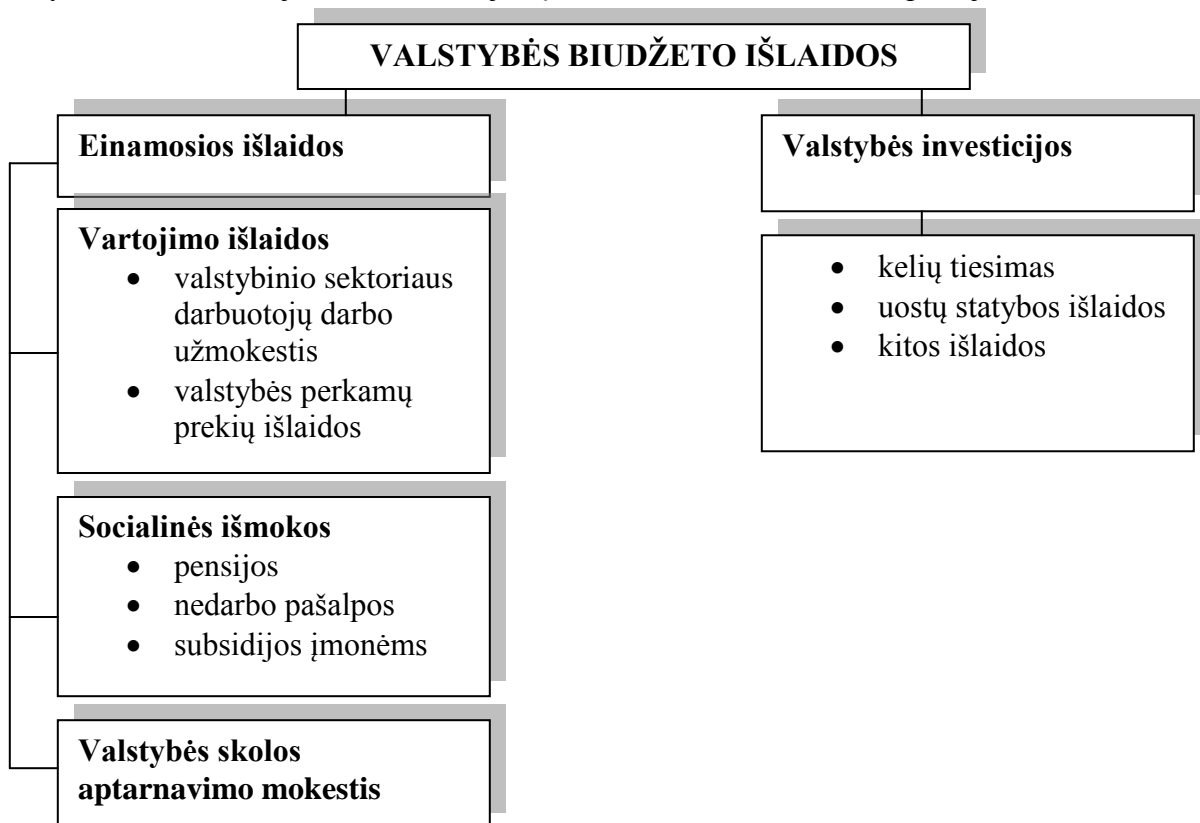 VALSTYBĖS BIUDŽETO IŠLAIDOS
Einamosios išlaidos
Vartojimo išlaidos
• valstybinio sektoriaus
darbuotojų darbo
užmokestis
• valstybės perkamų
prekių išlaidos
Socialinės išmokos
• pensijos
• nedarbo pašalpos
• subsidijos įmonėms
Valstybės skolos
aptarnavimo mokestis
Valstybės investicijos
• kelių tiesimas
• uostų statybos išlaidos
• kitos išlaidos